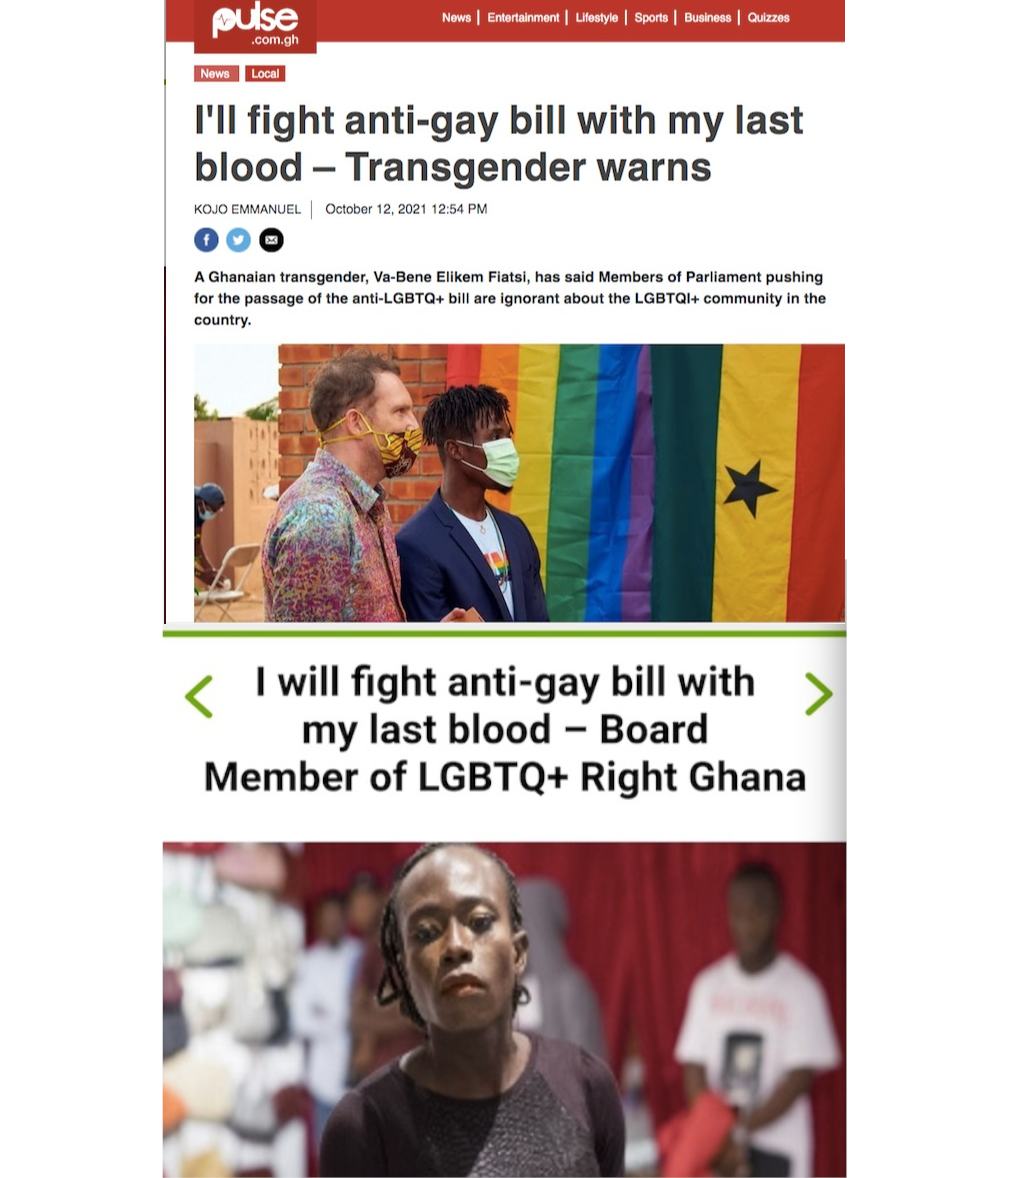 pulse
.com.gh
News | Entertainment | Lifestyle | Sports | Business | Quizzes
News Local
I'll fight anti-gay bill with my last
blood – Transgender warns
KOJO EMMANUEL | October 12, 2021 12:54 PM
A Ghanaian transgender, Va-Bene Elikem Fiatsi, has said Members of Parliament pushing
for the passage of the anti-LGBTQ+ bill are ignorant about the LGBTQI+ community in the
country.
I will fight anti-gay bill with
my last blood – Board
Member of LGBTQ+ Right Ghana